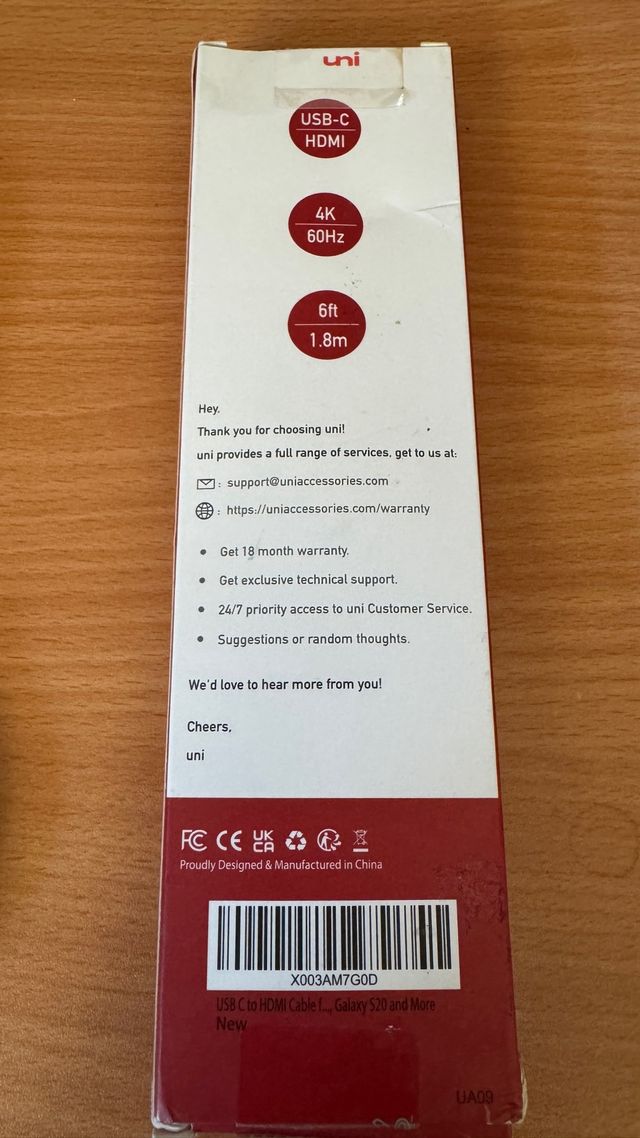 uni
USB-C
HDMI
4K
60Hz
6ft
1.8m
Hey,
Thank you for choosing uni!
uni provides a full range of services, get to us at:
: support@uniaccessories.com
: https://uniaccessories.com/warranty
• Get 18 month warranty.
• Get exclusive technical support.
• 24/7 priority access to uni Customer Service.
• Suggestions or random thoughts.
We'd love to hear more from you!
Cheers,
uni
FC CE UK CA
Proudly Designed & Manufactured in China
X003AM7G0D
USB C to HDMI Cable f..., Galaxy S20 and More
New
UA09